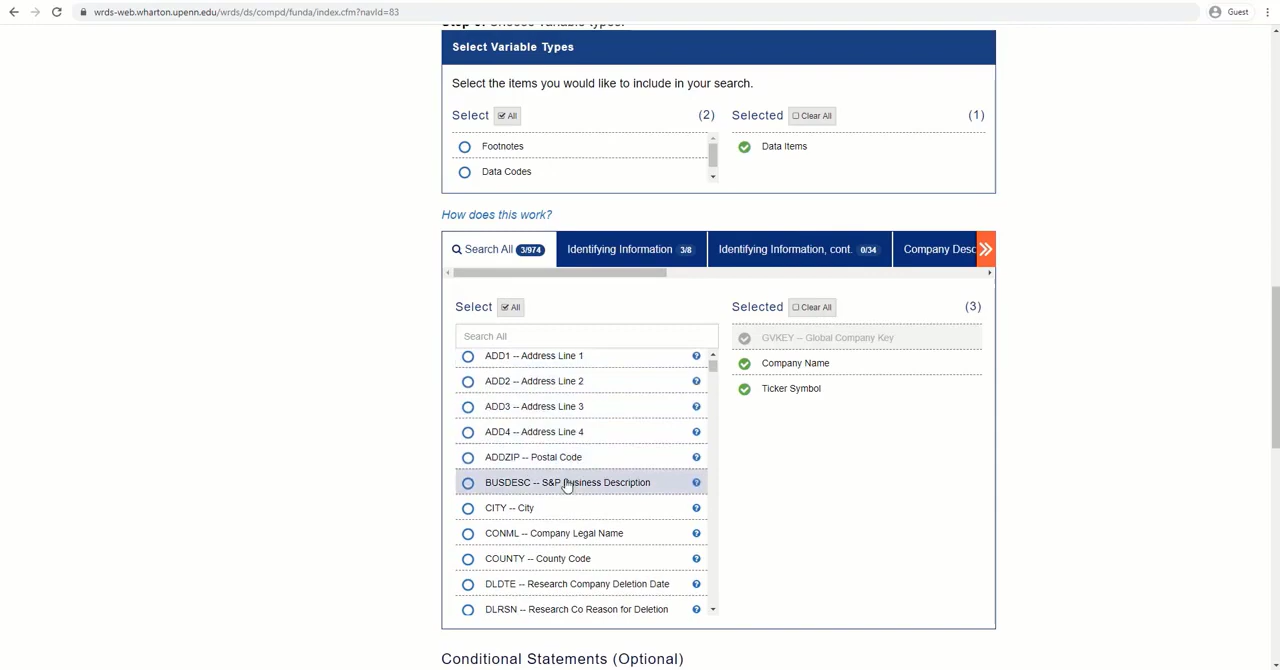 wrds-web.wharton.upenn.edu/wrds/ds/compd/funda/index.cfm?navId=83
Guest
Step 3: Choose variable types.
Select Variable Types
Select the items you would like to include in your search.
Select All (2)
Selected Clear All (1)
Footnotes
Data Items
Data Codes
How does this work?
Search All 3/974
Identifying Information 3/8
Identifying Information, cont. 0/34
Company Desc
Select All
Selected Clear All (3)
Search All
GVKEY -- Global Company Key
ADD1 -- Address Line 1
Company Name
ADD2 -- Address Line 2
Ticker Symbol
ADD3 -- Address Line 3
ADD4 -- Address Line 4
ADDZIP -- Postal Code
BUSDESC -- S&P Business Description
CITY -- City
CONML -- Company Legal Name
COUNTY -- County Code
DLDTE -- Research Company Deletion Date
DLRSN -- Research Co Reason for Deletion
Conditional Statements (Optional)